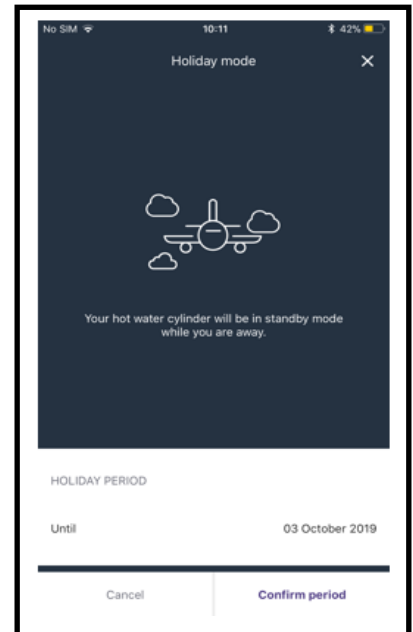 No SIM 10:11 42%
Holiday mode
Your hot water cylinder will be in standby mode
while you are away.
HOLIDAY PERIOD
Until 03 October 2019
Cancel Confirm period